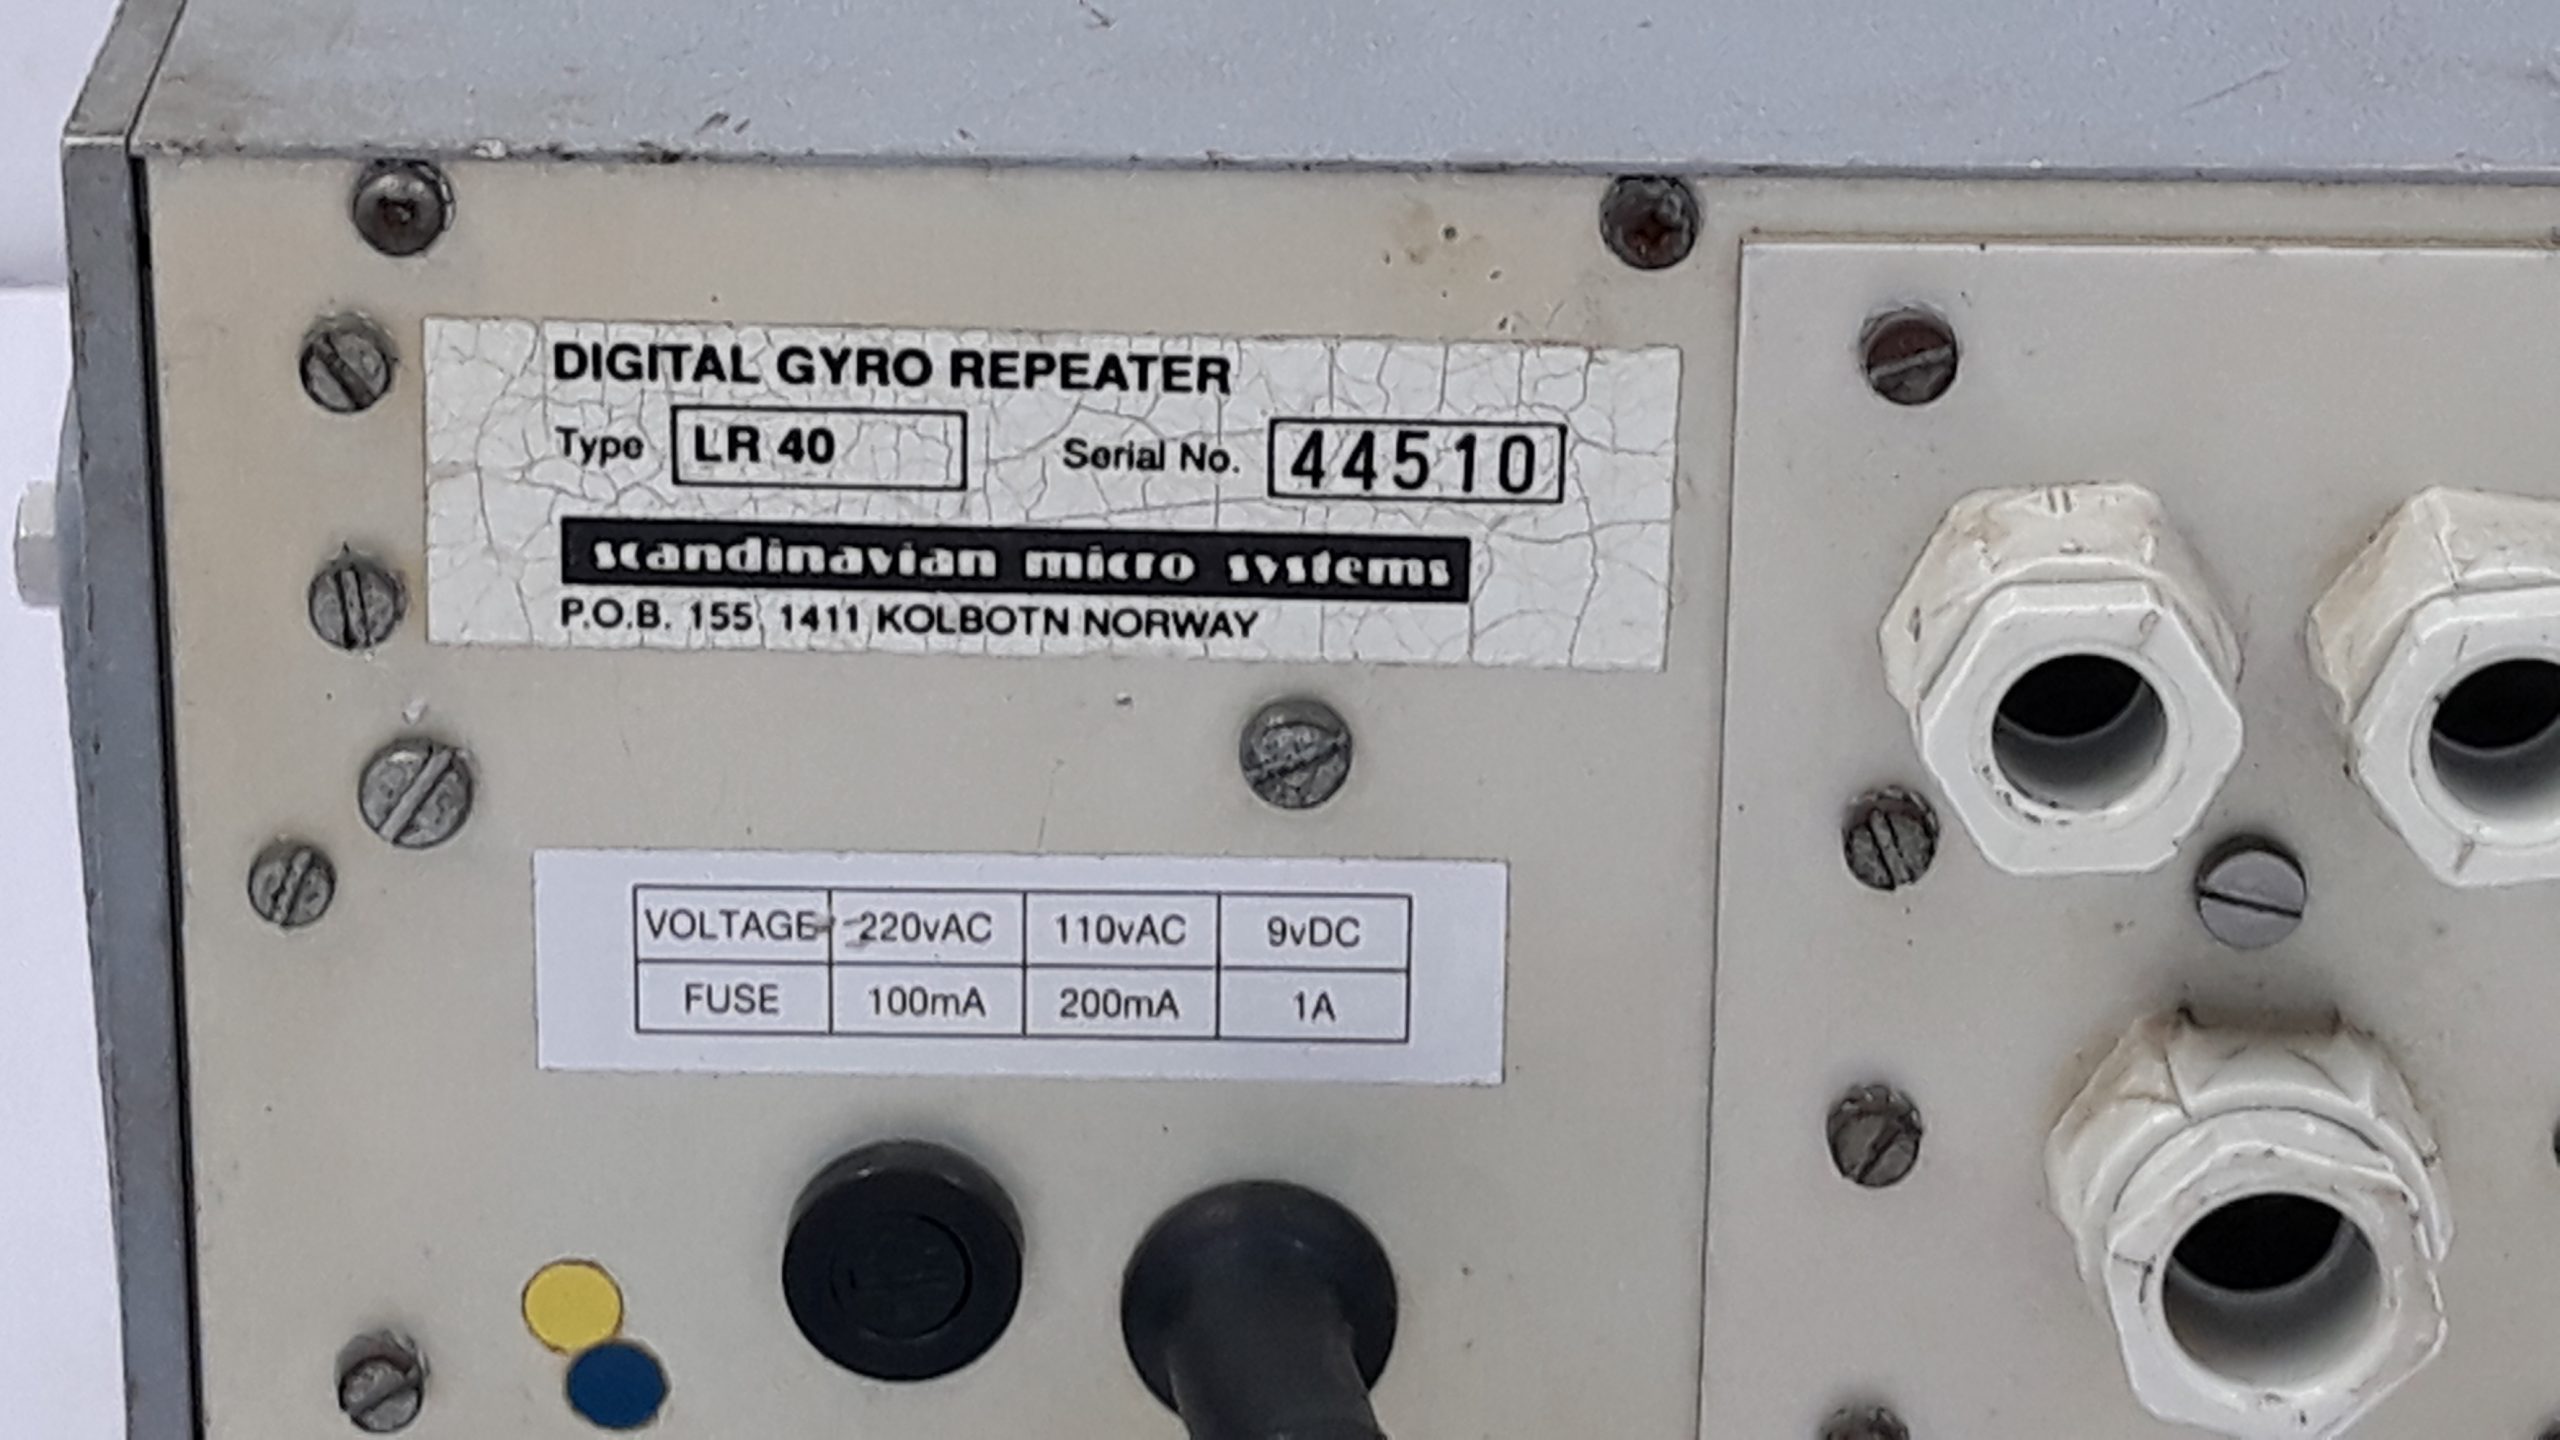 DIGITAL GYRO REPEATER
Type LR 40 Serial No. 44510
scandinavian micro systems
P.O.B. 155 1411 KOLBOTN NORWAY
VOLTAGE 220vAC 110vAC 9vDC
FUSE 100mA 200mA 1A